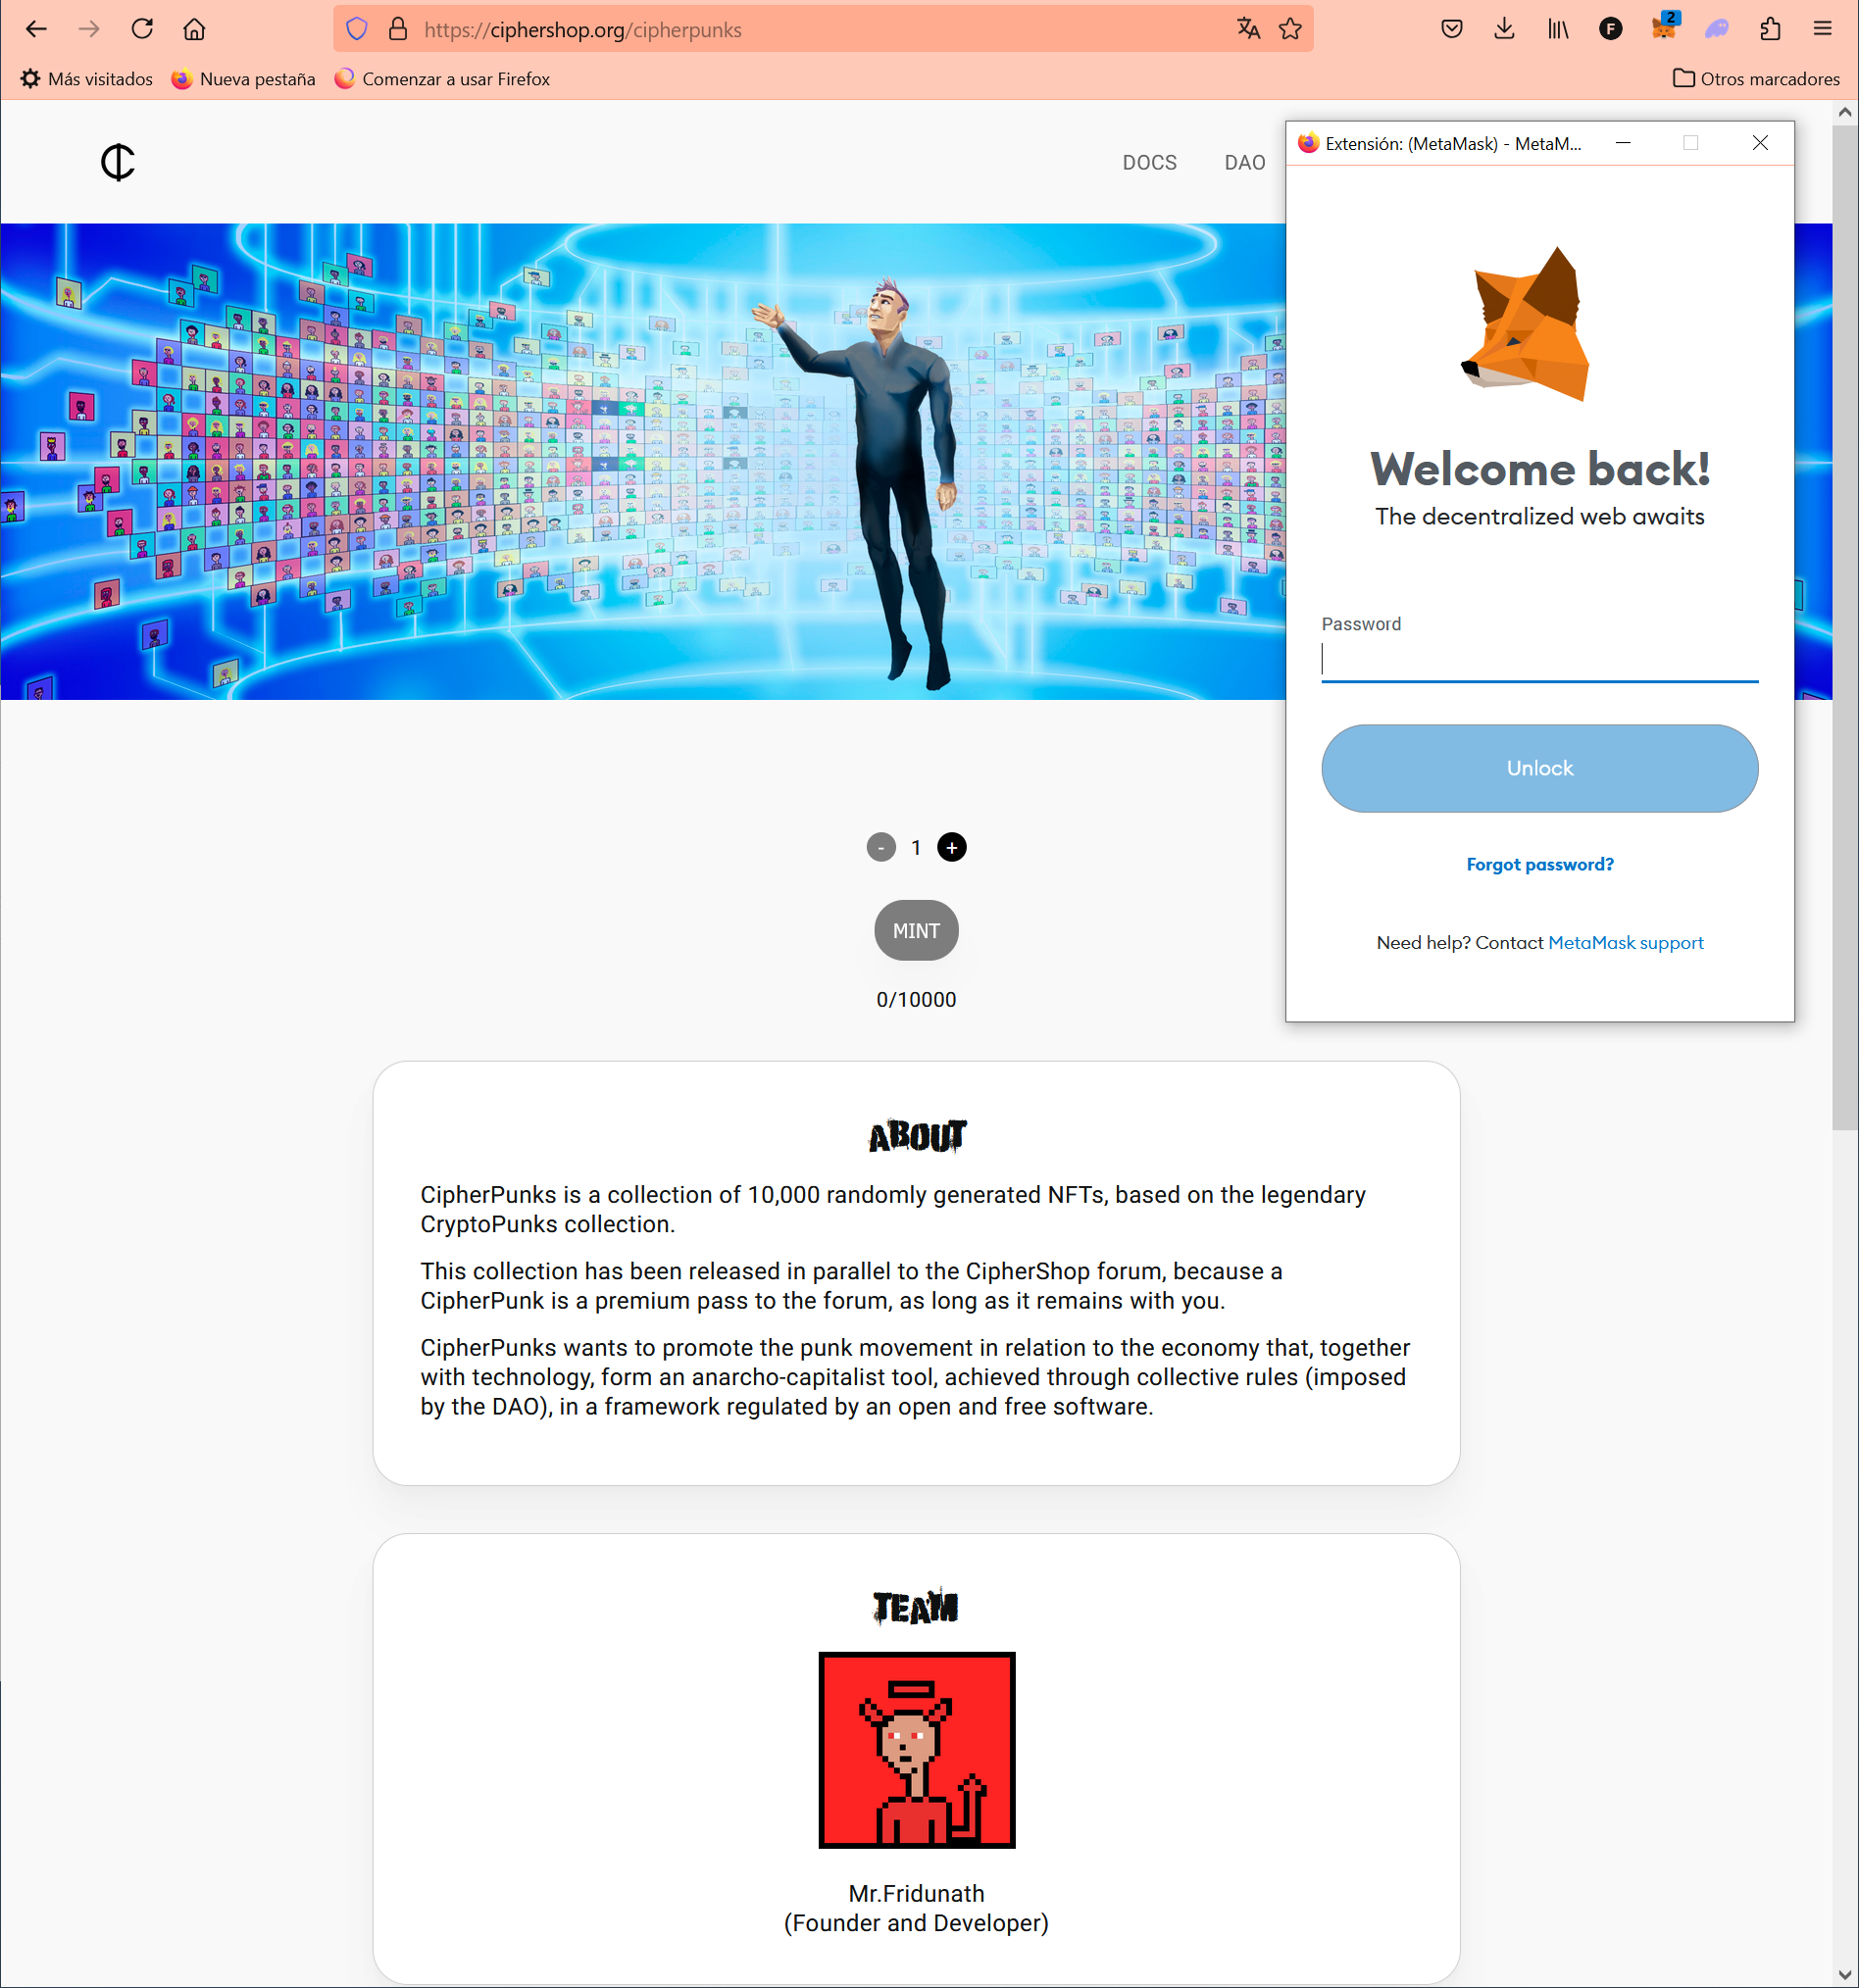 https://ciphershop.org/cipherpunks
F
2
Más visitados
Nueva pestaña
Comenzar a usar Firefox
Otros marcadores
DOCS
DAO
Extensión: (MetaMask) - MetaM...
Welcome back!
The decentralized web awaits
Password
Unlock
Forgot password?
Need help? Contact MetaMask support
- 1 +
MINT
0/10000
ABOUT
CipherPunks is a collection of 10,000 randomly generated NFTs, based on the legendary
CryptoPunks collection.
This collection has been released in parallel to the CipherShop forum, because a
CipherPunk is a premium pass to the forum, as long as it remains with you.
CipherPunks wants to promote the punk movement in relation to the economy that, together
with technology, form an anarcho-capitalist tool, achieved through collective rules (imposed
by the DAO), in a framework regulated by an open and free software.
TEAM
Mr.Fridunath
(Founder and Developer)